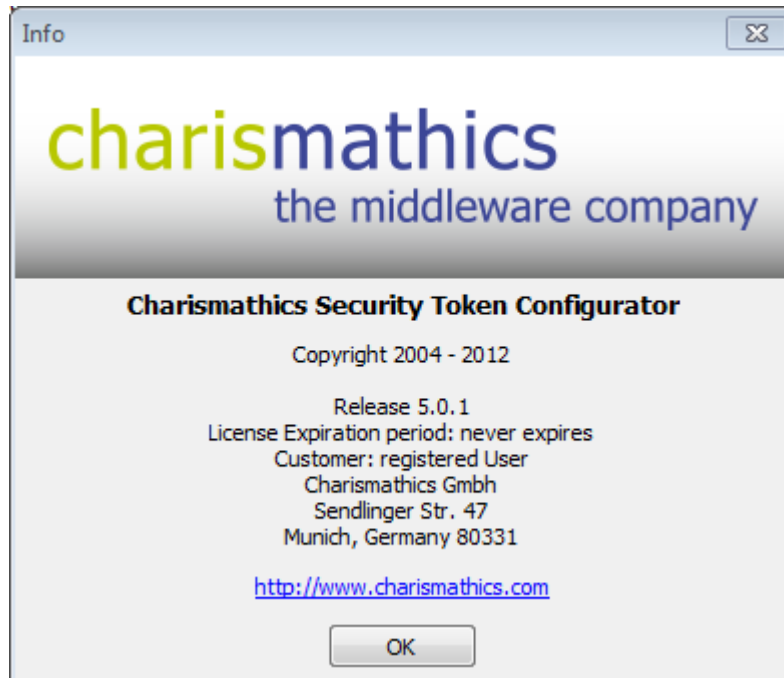 Info
charismathics
the middleware company
Charismathics Security Token Configurator
Copyright 2004 - 2012
Release 5.0.1
License Expiration period: never expires
Customer: registered User
Charismathics Gmbh
Sendlinger Str. 47
Munich, Germany 80331
http://www.charismathics.com
OK